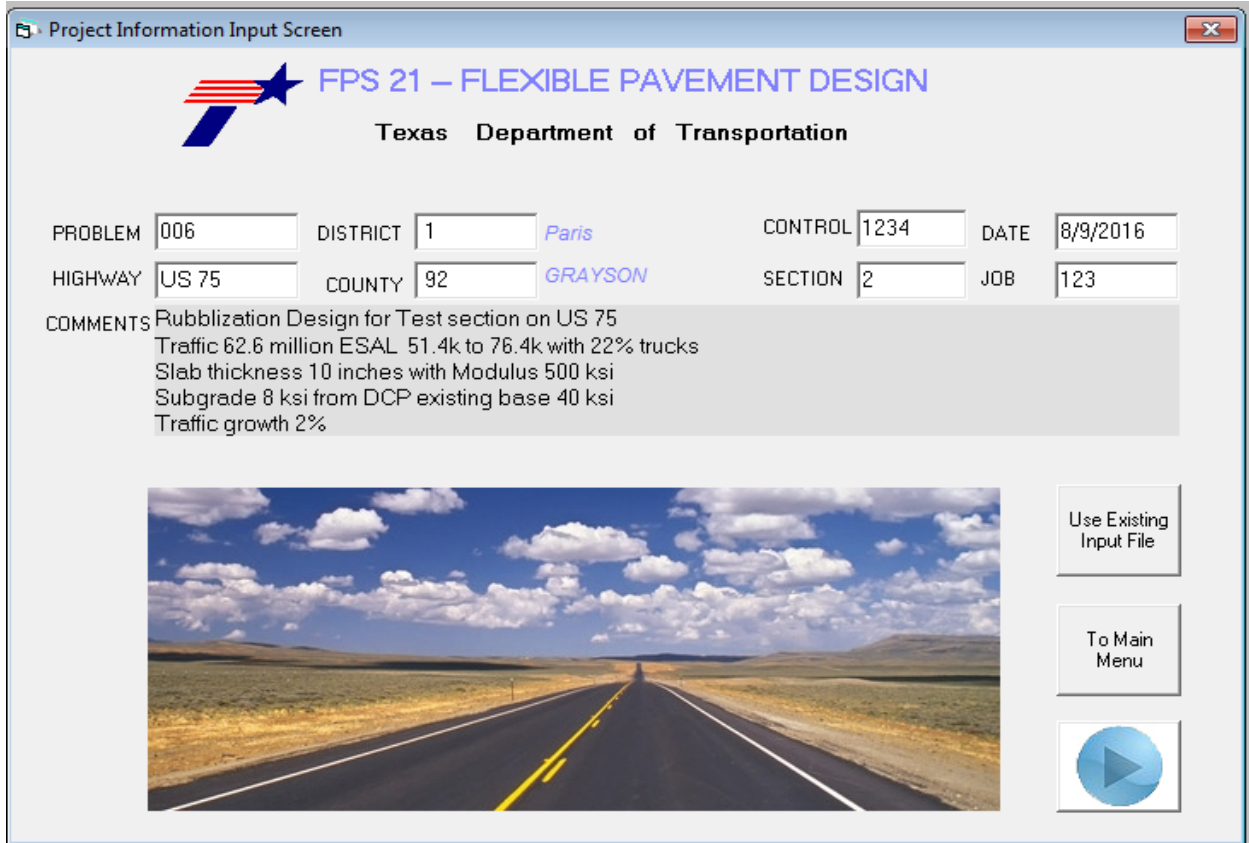 Project Information Input Screen
FPS 21 – FLEXIBLE PAVEMENT DESIGN
Texas Department of Transportation
PROBLEM 006 DISTRICT 1 Paris CONTROL 1234 DATE 8/9/2016
HIGHWAY US 75 COUNTY 92 GRAYSON SECTION 2 JOB 123
COMMENTS Rubblization Design for Test section on US 75
Traffic 62.6 million ESAL 51.4k to 76.4k with 22% trucks
Slab thickness 10 inches with Modulus 500 ksi
Subgrade 8 ksi from DCP existing base 40 ksi
Traffic growth 2%
Use Existing
Input File
To Main
Menu